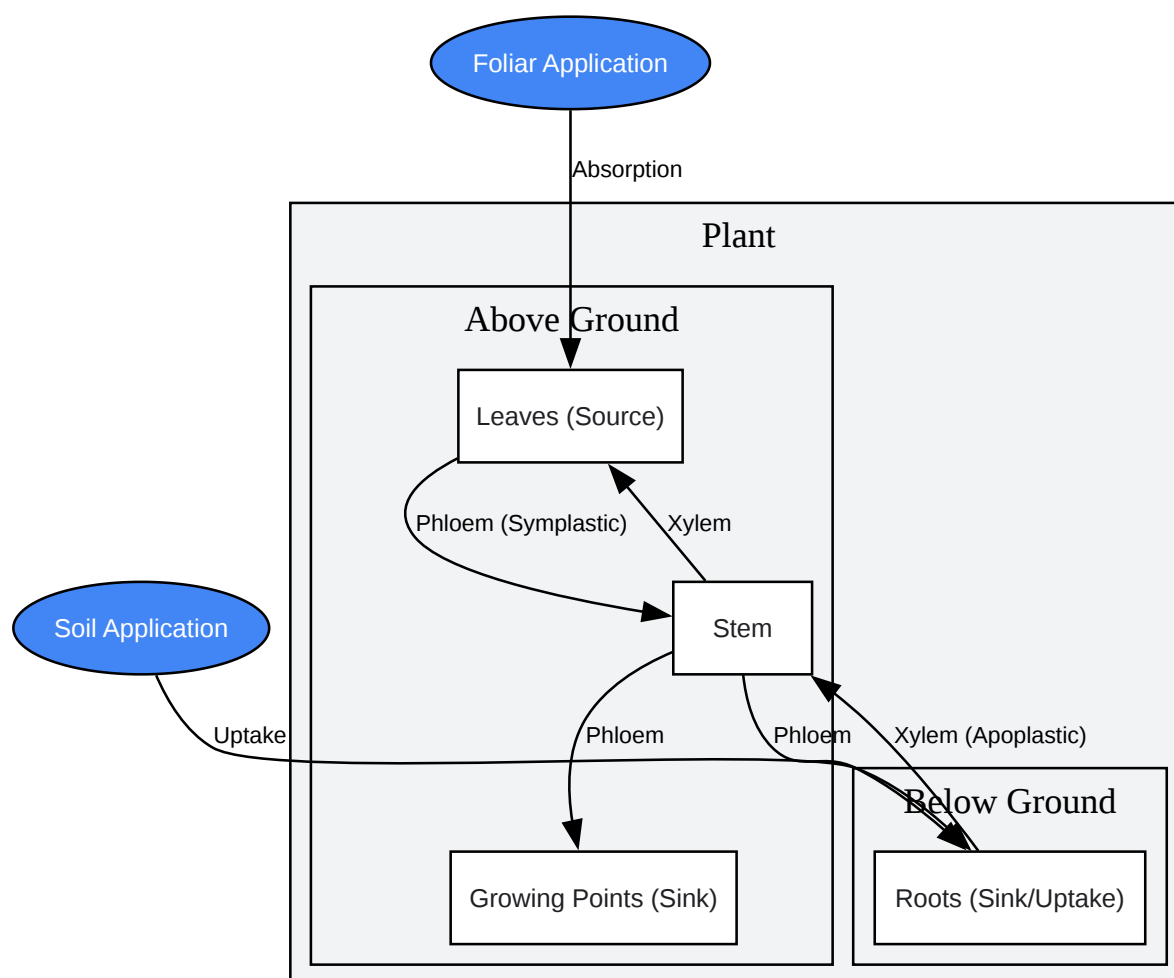 Foliar Application
Absorption
Plant
Above Ground
Leaves (Source)
Phloem (Symplastic)
Xylem
Soil Application
Stem
Uptake
Phloem
Phloem
Xylem (Apoplastic)
Below Ground
Growing Points (Sink)
Roots (Sink/Uptake)